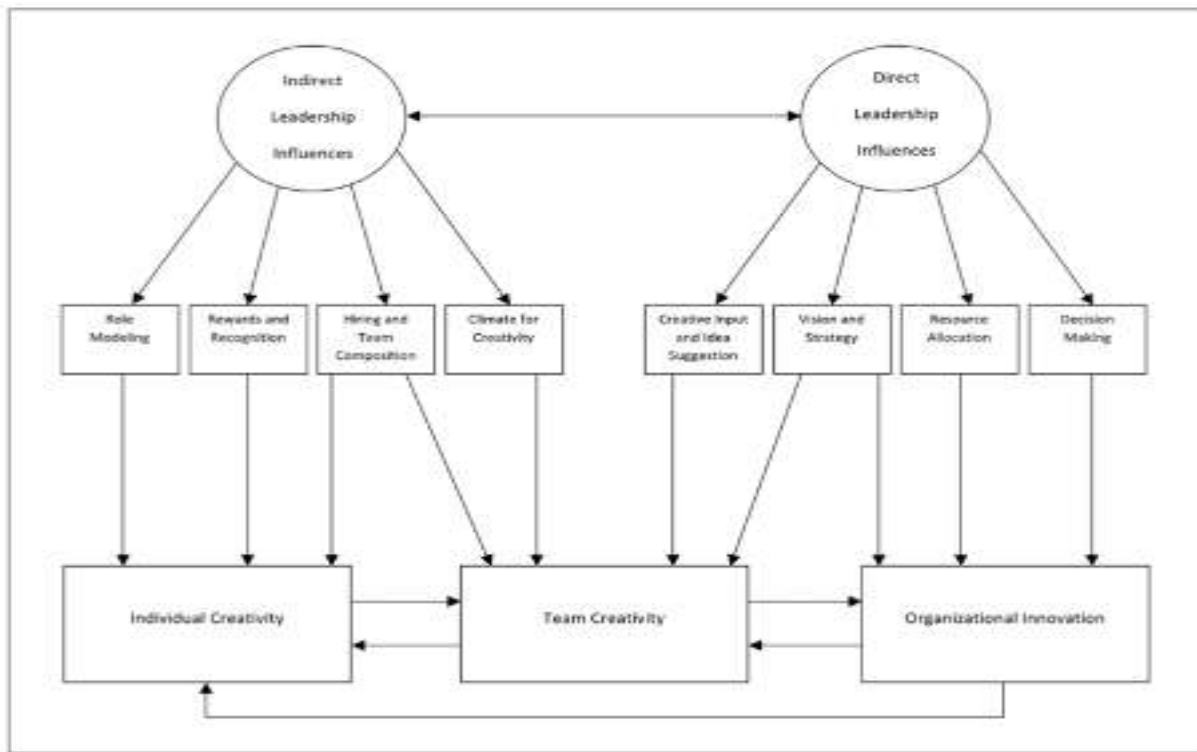 Indirect
Leadership
Influences
Direct
Leadership
Influences
Role
Modeling
Rewards and
Recognition
Hiring and
Team
Composition
Climate for
Creativity
Creative Input
and Idea
Suggestion
Vision and
Strategy
Resource
Allocation
Decision
Making
Individual Creativity
Team Creativity
Organizational Innovation